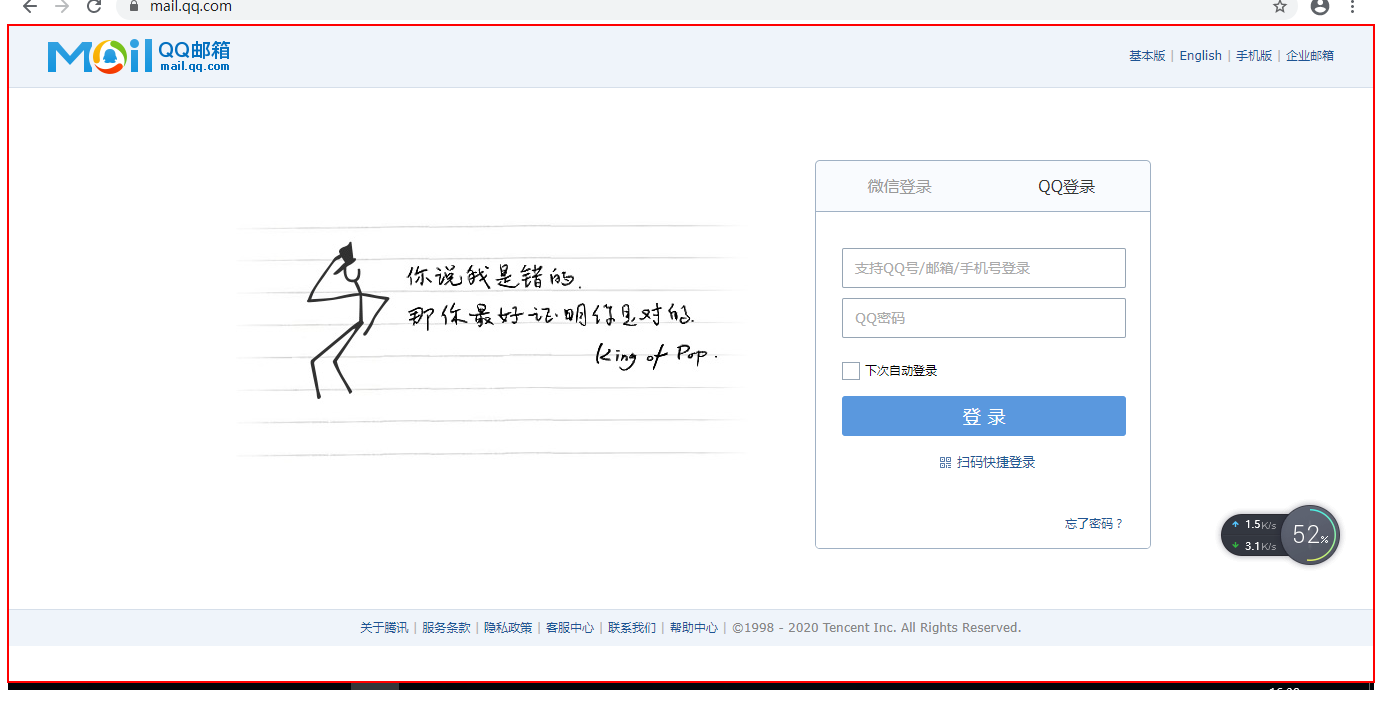 mail.qq.com
Mail QQ邮箱
mail.qq.com
基本版 | English | 手机版 | 企业邮箱
微信登录 QQ登录
支持QQ号/邮箱/手机号登录
QQ密码
下次自动登录
登 录
扫码快捷登录
忘了密码？
你说我是错的.
那你最好证明你是对的.
King of Pop.
1.5K/s
3.1K/s
52%
关于腾讯 | 服务条款 | 隐私政策 | 客服中心 | 联系我们 | 帮助中心 | ©1998 - 2020 Tencent Inc. All Rights Reserved.